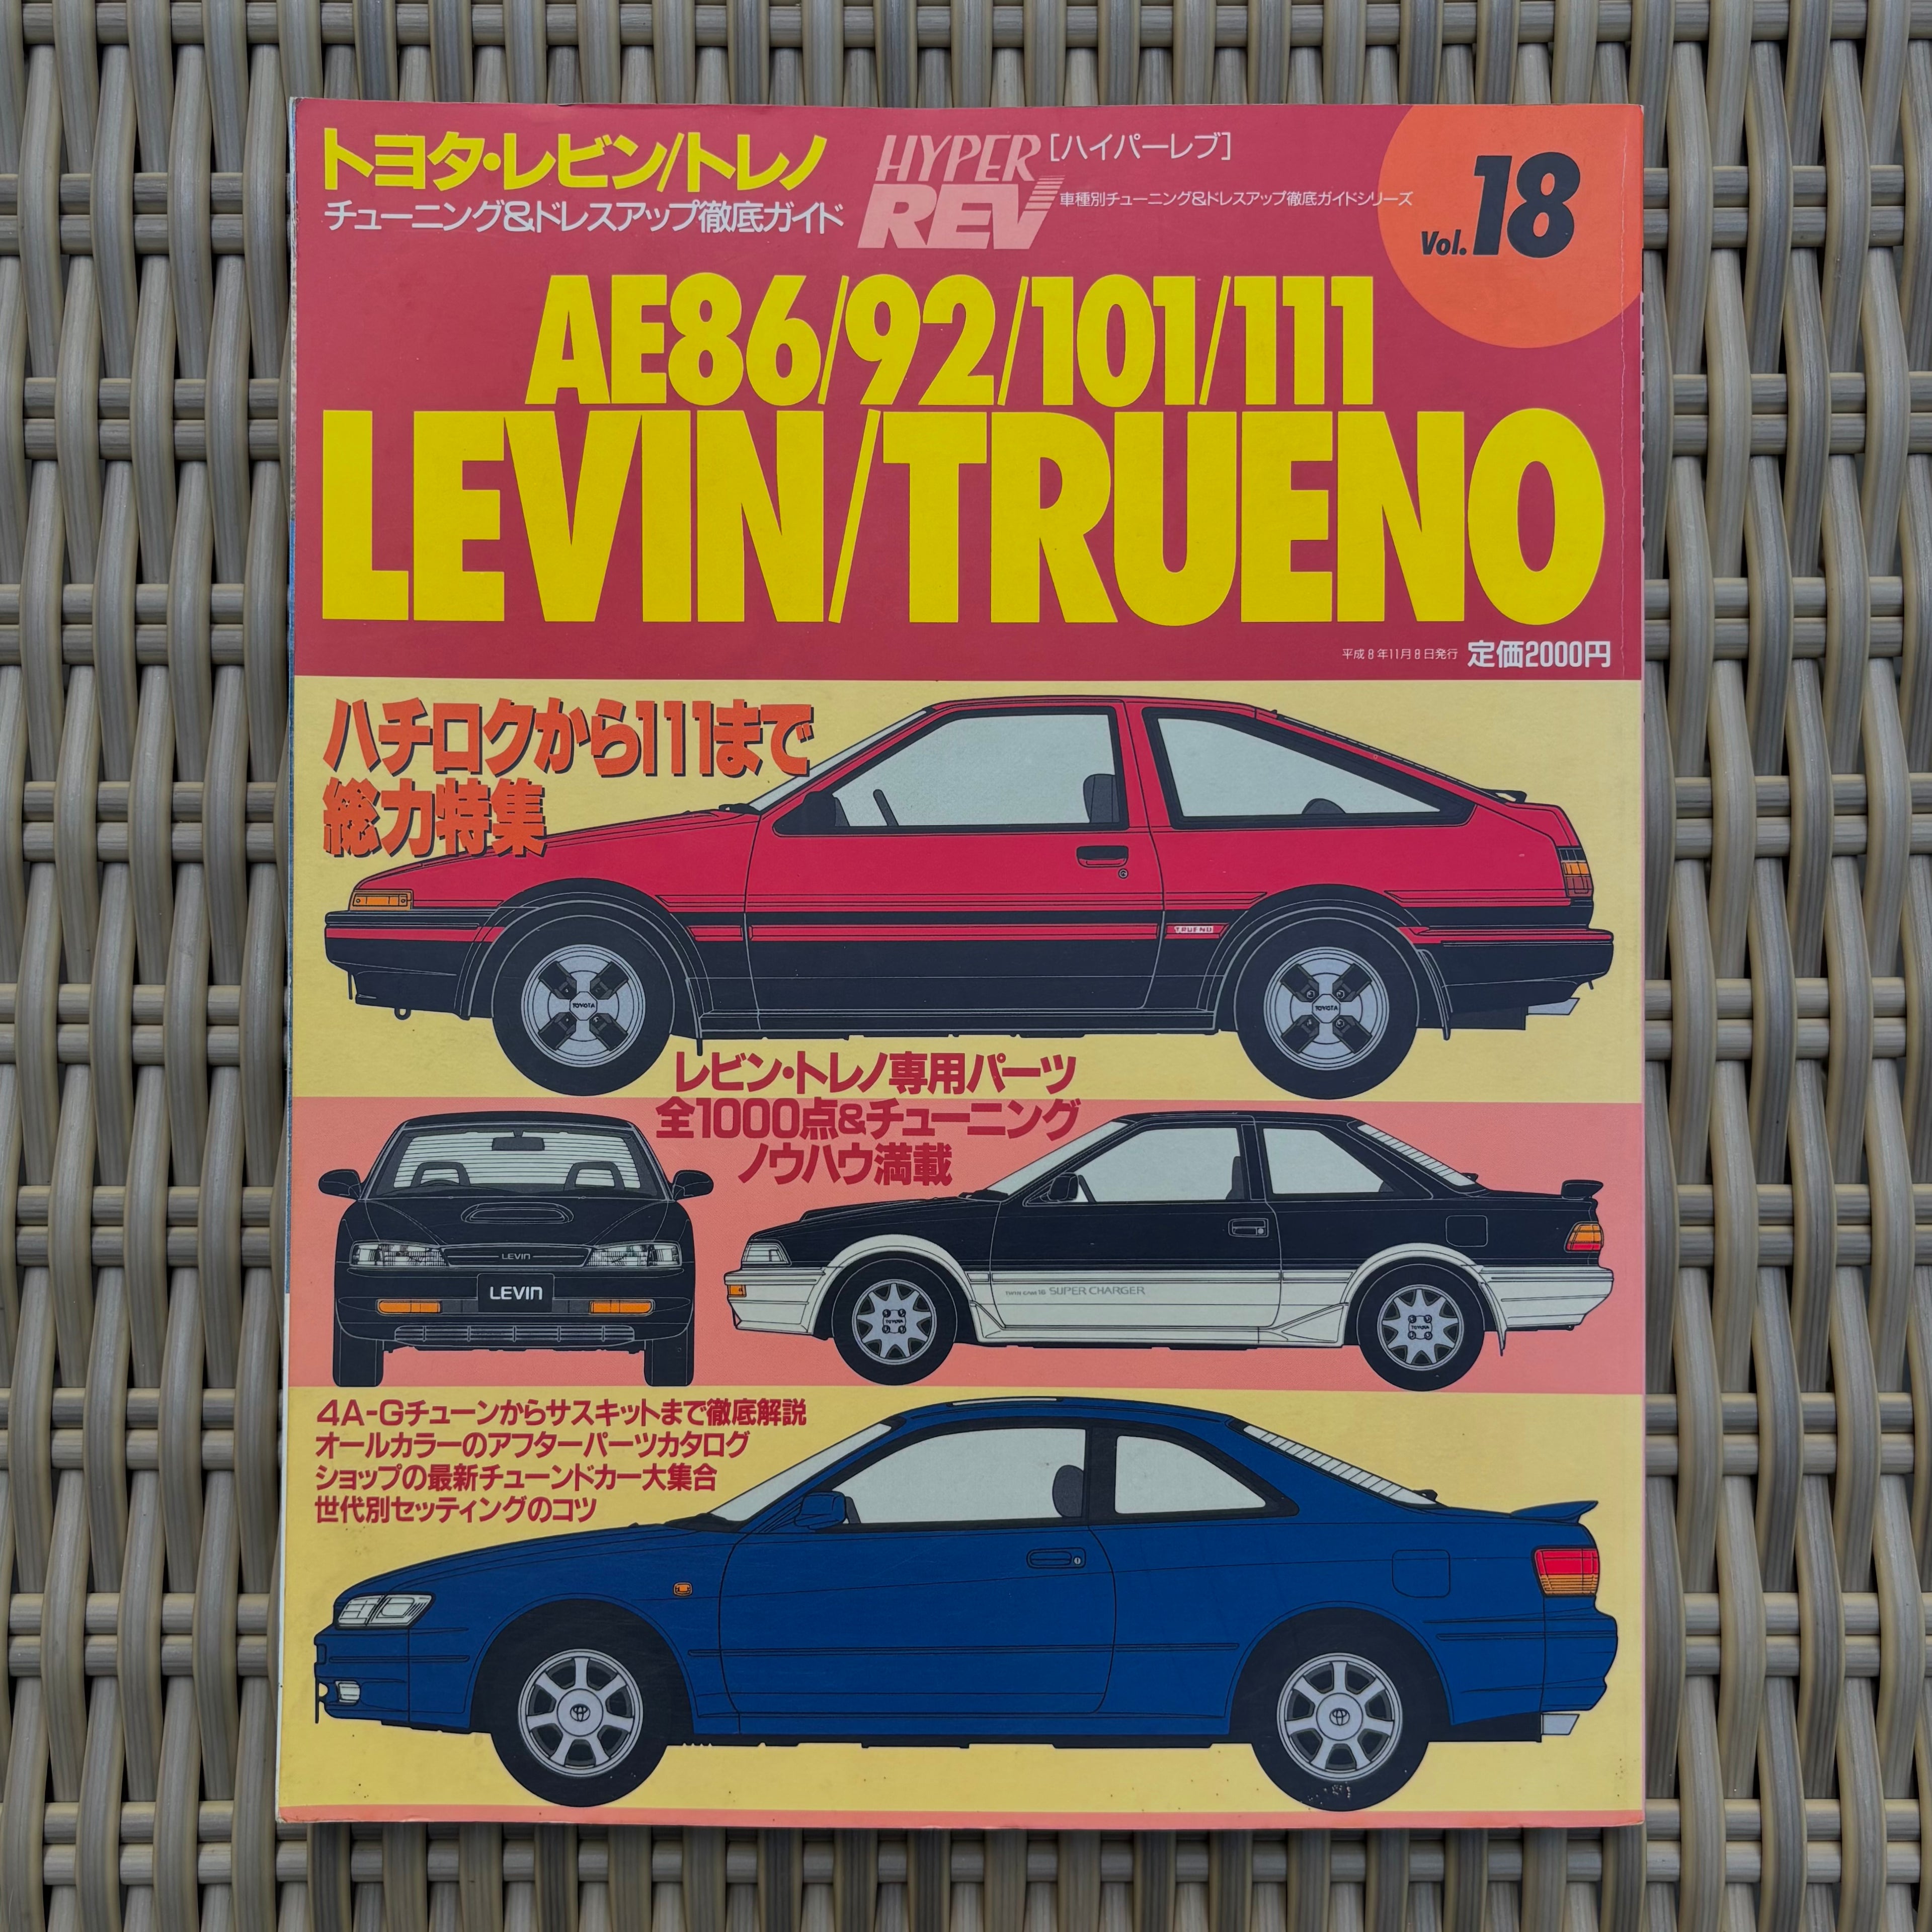 トヨタ・レビン/トレノ
チューニング&ドレスアップ徹底ガイド
HYPER
REV
[ハイパーレブ]
車種別チューニング&ドレスアップ徹底ガイドシリーズ
Vol.18
AE86/92/101/111
LEVIN/TRUENO
平成8年11月8日発行 定価2000円
ハチロクから111まで
総力特集
TRUENO
TOYOTA
TOYOTA
レビン・トレノ専用パーツ
全1000点&チューニング
ノウハウ満載
LEVIN
LEVIN
TWIN CAM 16 SUPER CHARGER
TOYOTA
TOYOTA
4A-Gチューンからサスキットまで徹底解説
オールカラーのアフターパーツカタログ
ショップの最新チューンドカー大集合
世代別セッティングのコツ